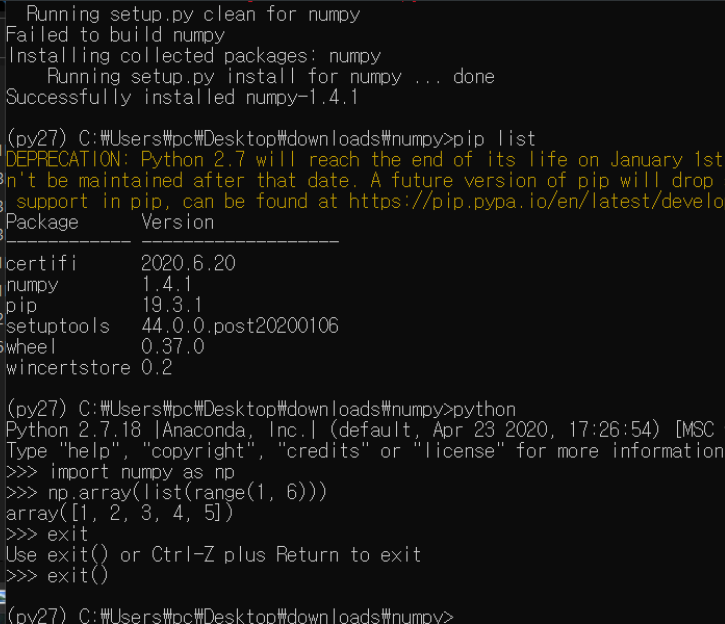 Running setup.py clean for numpy
Failed to build numpy
Installing collected packages: numpy
Running setup.py install for numpy ... done
Successfully installed numpy-1.4.1
(py27) C:₩Users₩pc₩Desktop₩downloads₩numpy>pip list
DEPRECATION: Python 2.7 will reach the end of its life on January 1st
n't be maintained after that date. A future version of pip will drop
support in pip, can be found at https://pip.pypa.io/en/latest/develo
Package Version
------------ -------------------
certifi 2020.6.20
numpy 1.4.1
pip 19.3.1
setuptools 44.0.0.post20200106
wheel 0.37.0
wincertstore 0.2
(py27) C:₩Users₩pc₩Desktop₩downloads₩numpy>python
Python 2.7.18 |Anaconda, Inc.| (default, Apr 23 2020, 17:26:54) [MSC
Type "help", "copyright", "credits" or "license" for more information
>>> import numpy as np
>>> np.array(list(range(1, 6)))
array([1, 2, 3, 4, 5])
>>> exit
Use exit() or Ctrl-Z plus Return to exit
>>> exit()
(py27) C:₩Users₩pc₩Desktop₩downloads₩numpy>